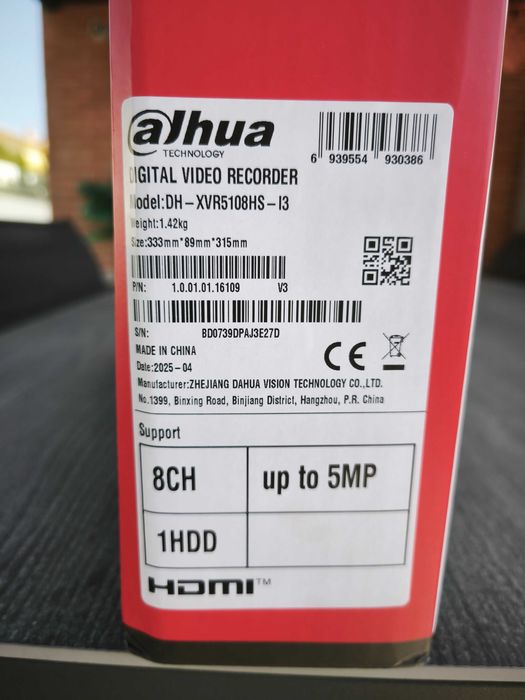 alhua
TECHNOLOGY
6 939554 930386
DIGITAL VIDEO RECORDER
Model:DH-XVR5108HS-I3
Weight:1.42kg
Size:333mm*89mm*315mm
P/N: 1.0.01.01.16109 V3
S/N: BD0739DPAJ3E27D
MADE IN CHINA
Date:2025-04
CE
Manufacturer:ZHEJIANG DAHUA VISION TECHNOLOGY CO.,LTD.
No.1399, Binxing Road, Binjiang District, Hangzhou, P.R. China
Support
8CH up to 5MP
1HDD
HDMI™